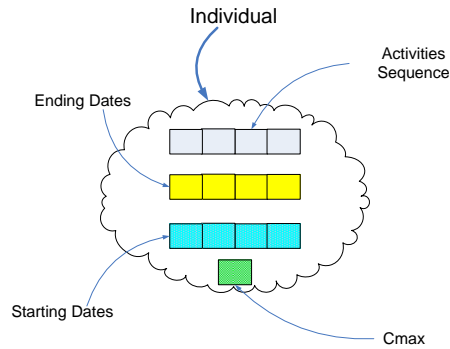 Individual
Activities
Sequence
Ending Dates
Starting Dates
Cmax